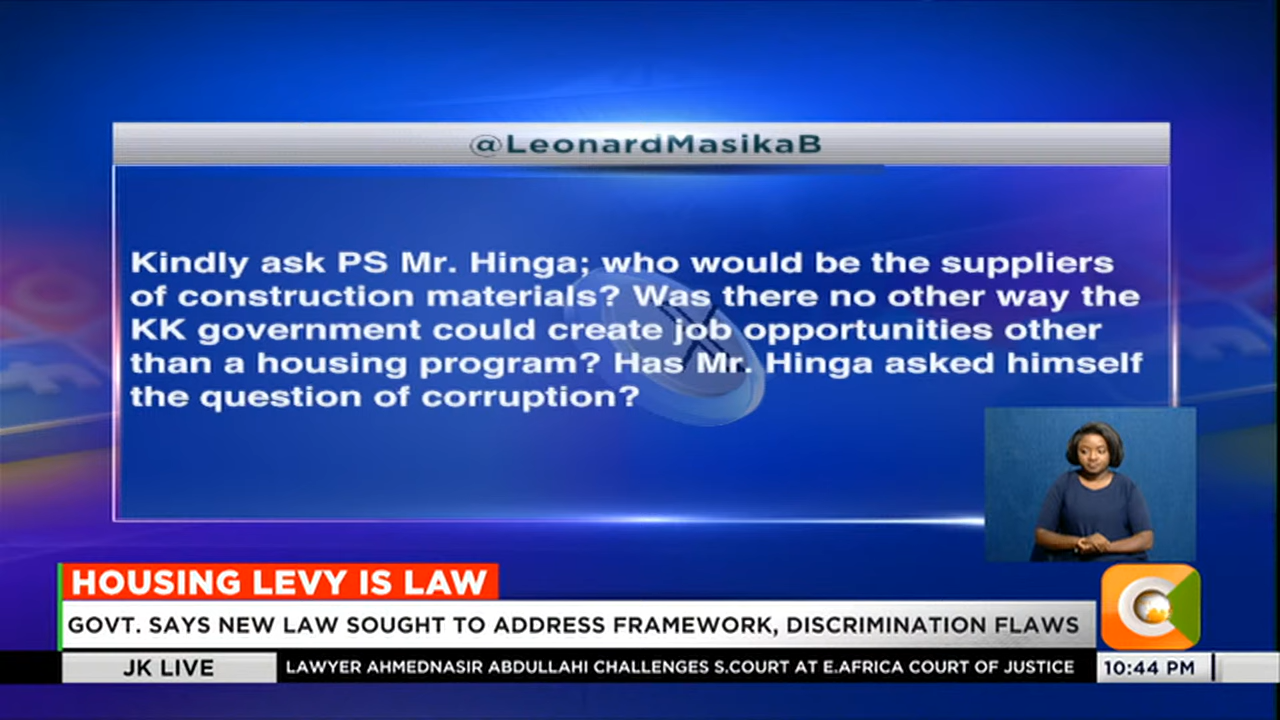 @LeonardMasikaB
Kindly ask PS Mr. Hinga; who would be the suppliers
of construction materials? Was there no other way the
KK government could create job opportunities other
than a housing program? Has Mr. Hinga asked himself
the question of corruption?
HOUSING LEVY IS LAW
GOVT. SAYS NEW LAW SOUGHT TO ADDRESS FRAMEWORK, DISCRIMINATION FLAWS
JK LIVE
LAWYER AHMEDNASIR ABDULLAHI CHALLENGES S.COURT AT E.AFRICA COURT OF JUSTICE
10:44 PM